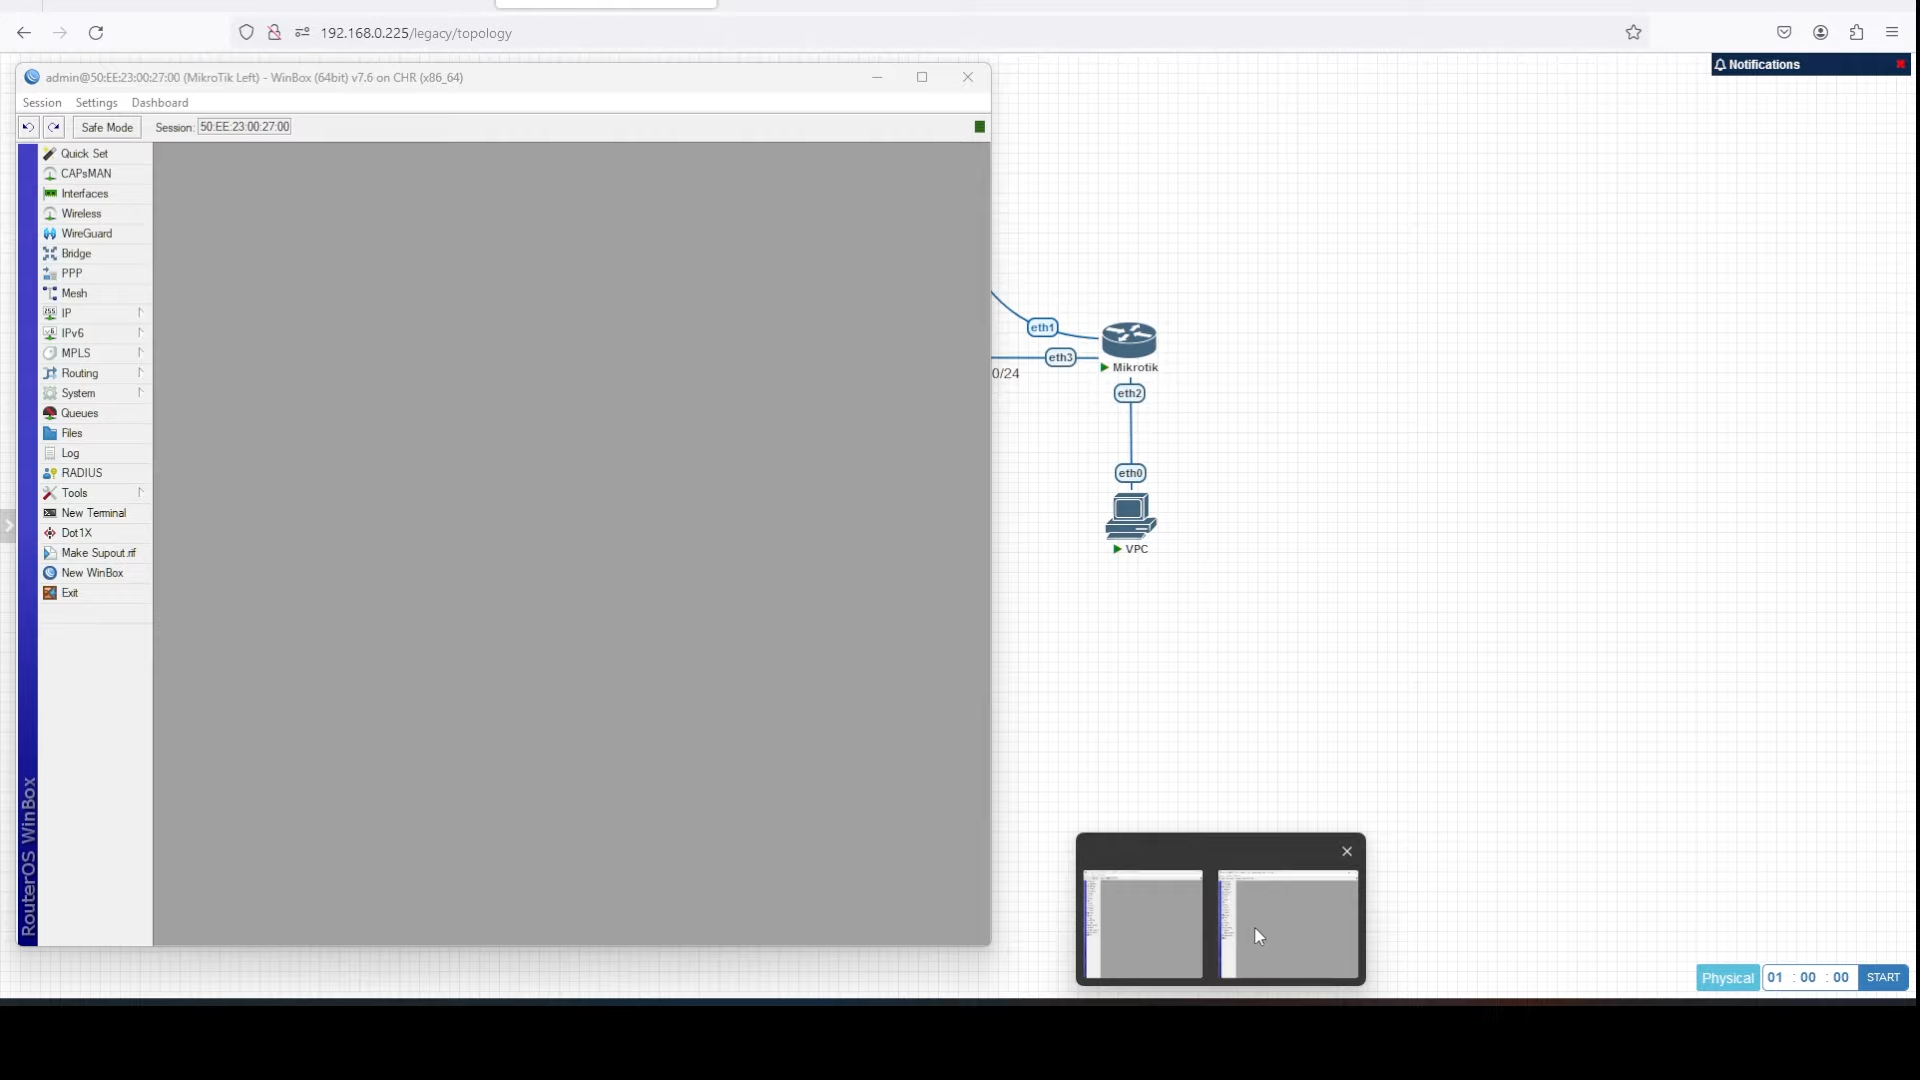 192.168.0.225/legacy/topology
Notifications
admin@50:EE:23:00:27:00 (MikroTik Left) - WinBox (64bit) v7.6 on CHR (x86_64)
Session Settings Dashboard
Safe Mode Session: 50:EE:23:00:27:00
Quick Set
CAPsMAN
Interfaces
Wireless
WireGuard
Bridge
PPP
Mesh
IP
IPv6
MPLS
Routing
System
Queues
Files
Log
RADIUS
Tools
New Terminal
Dot1X
Make Supout.rif
New WinBox
Exit
RouterOS WinBox
eth1
eth3
0/24
Mikrotik
eth2
eth0
VPC
Physical 01 : 00 : 00 START